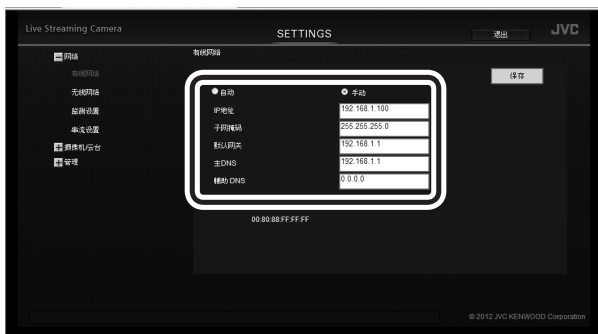 Live Streaming Camera
SETTINGS
退出
JVC
网络
有线网络
无线网络
监测设置
串流设置
摄像机/云台
管理
有线网络
保存
自动
手动
IP地址
192.168.1.100
子网掩码
255.255.255.0
默认网关
192.168.1.1
主DNS
192.168.1.1
辅助 DNS
0.0.0.0
00:80:88:FF:FF:FF
© 2012 JVC KENWOOD Corporation